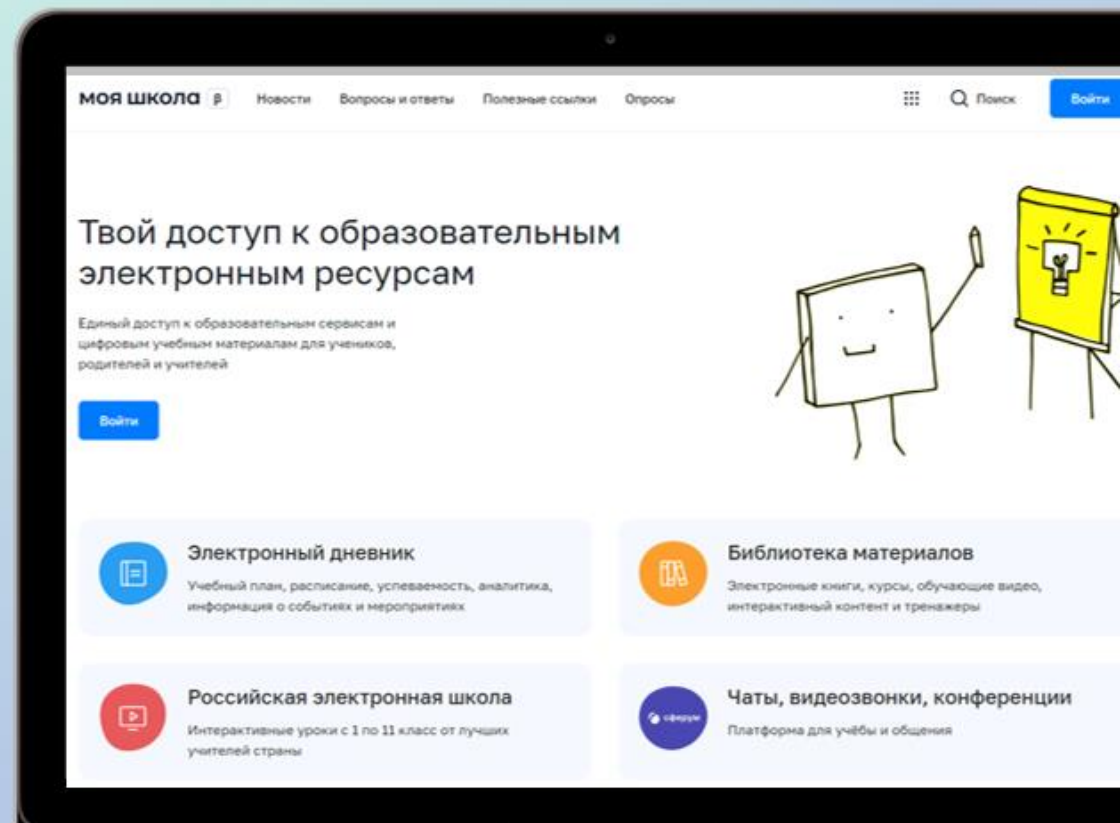 моя школа β Новости Вопросы и ответы Полезные ссылки Опросы Поиск Войти
Твой доступ к образовательным
электронным ресурсам
Единый доступ к образовательным сервисам и
цифровым учебным материалам для учеников,
родителей и учителей
Войти
Электронный дневник
Учебный план, расписание, успеваемость, аналитика,
информация о событиях и мероприятиях
Библиотека материалов
Электронные книги, курсы, обучающие видео,
интерактивный контент и тренажеры
Российская электронная школа
Интерактивные уроки с 1 по 11 класс от лучших
учителей страны
сферум
Чаты, видеозвонки, конференции
Платформа для учёбы и общения